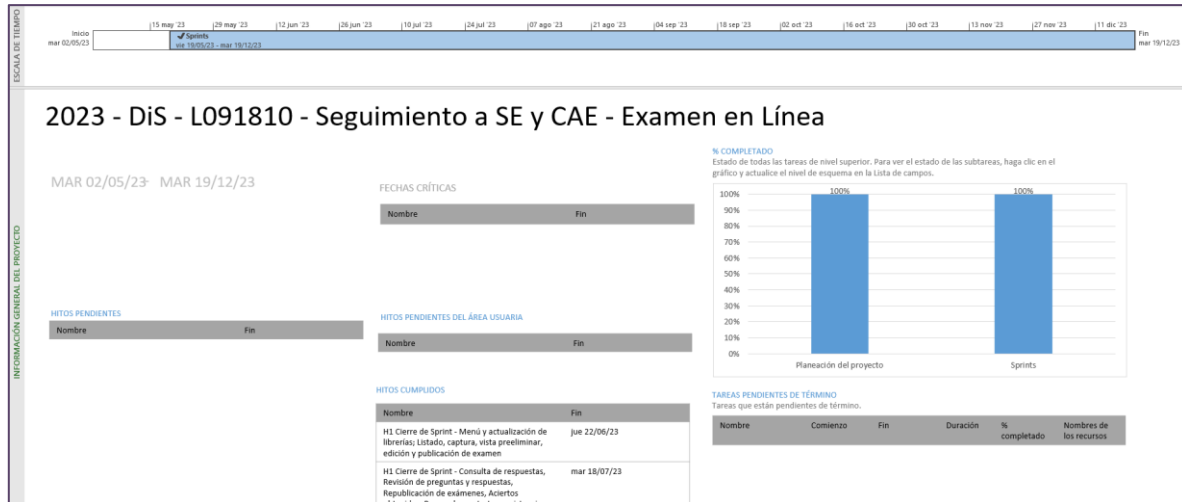 ESCALA DE TIEMPO
15 may '23 29 may '23 12 jun '23 26 jun '23 10 jul '23 24 jul '23 07 ago '23 21 ago '23 04 sep '23 18 sep '23 02 oct '23 16 oct '23 30 oct '23 13 nov '23 27 nov '23 11 dic '23
Inicio
mar 02/05/23
Sprints
vie 19/05/23 - mar 19/12/23
Fin
mar 19/12/23
INFORMACIÓN GENERAL DEL PROYECTO
2023 - DiS - L091810 - Seguimiento a SE y CAE - Examen en Línea
MAR 02/05/23- MAR 19/12/23
FECHAS CRÍTICAS
Nombre Fin
HITOS PENDIENTES
Nombre Fin
HITOS PENDIENTES DEL ÁREA USUARIA
Nombre Fin
HITOS CUMPLIDOS
Nombre Fin
H1 Cierre de Sprint - Menú y actualización de jue 22/06/23
librerías; Listado, captura, vista preeliminar,
edición y publicación de examen
H1 Cierre de Sprint - Consulta de respuestas, mar 18/07/23
Revisión de preguntas y respuestas,
Republicación de exámenes, Aciertos
% COMPLETADO
Estado de todas las tareas de nivel superior. Para ver el estado de las subtareas, haga clic en el
gráfico y actualice el nivel de esquema en la Lista de campos.
100% 100%
100%
90%
80%
70%
60%
50%
40%
30%
20%
10%
0%
Planeación del proyecto Sprints
TAREAS PENDIENTES DE TÉRMINO
Tareas que están pendientes de término.
Nombre Comienzo Fin Duración % Nombres de
completado los recursos